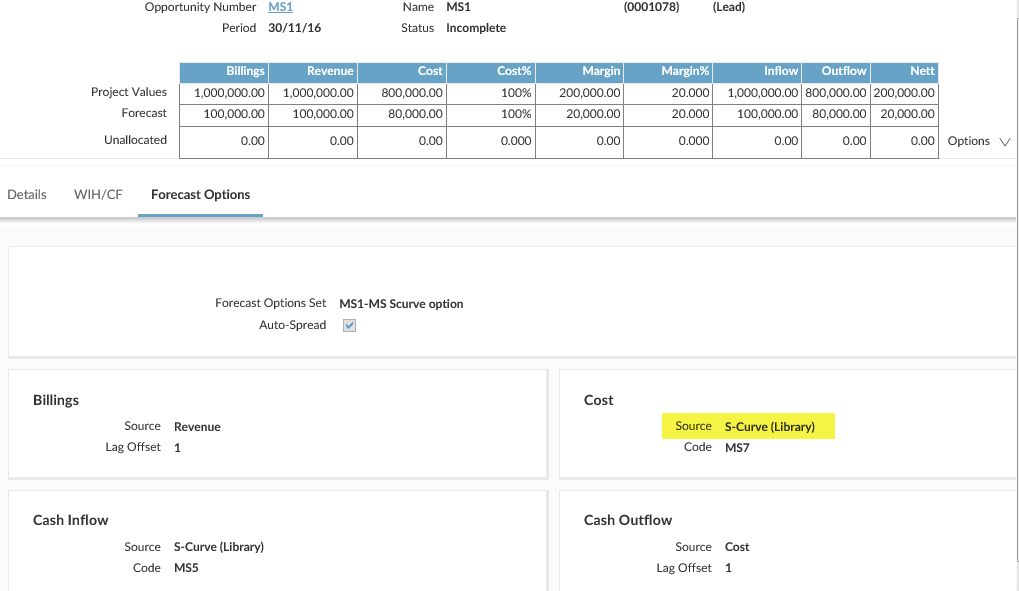 Opportunity Number MS1 Name MS1 (0001078) (Lead)
Period 30/11/16 Status Incomplete
Billings Revenue Cost Cost% Margin Margin% Inflow Outflow Nett
Project Values 1,000,000.00 1,000,000.00 800,000.00 100% 200,000.00 20.000 1,000,000.00 800,000.00 200,000.00
Forecast 100,000.00 100,000.00 80,000.00 100% 20,000.00 20.000 100,000.00 80,000.00 20,000.00
Unallocated 0.00 0.00 0.00 0.000 0.00 0.000 0.00 0.00 0.00 Options
Details WIH/CF Forecast Options
Forecast Options Set MS1-MS Scurve option
Auto-Spread
Billings
Source Revenue
Lag Offset 1
Cost
Source S-Curve (Library)
Code MS7
Cash Inflow
Source S-Curve (Library)
Code MS5
Cash Outflow
Source Cost
Lag Offset 1